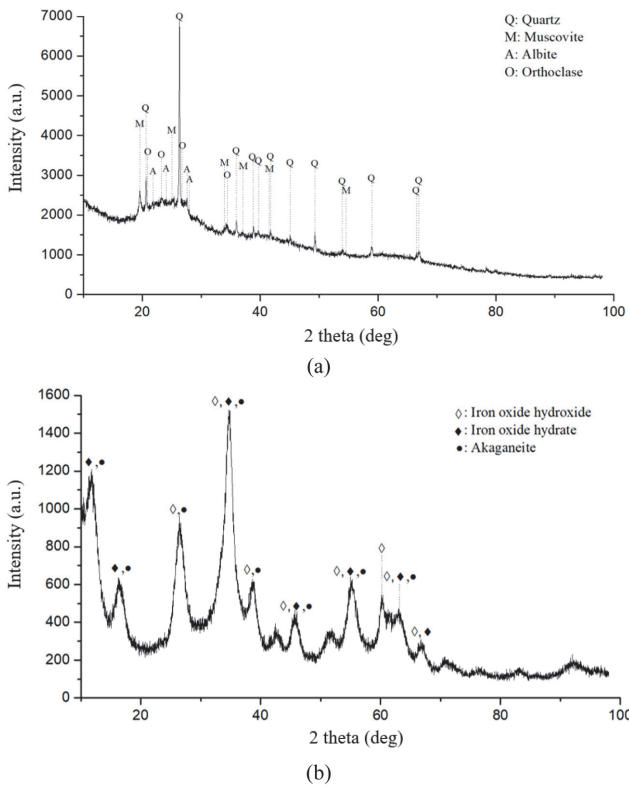 7000
6000
5000
4000
3000
2000
1000
0
Intensity (a.u.)
Q: Quartz
M: Muscovite
A: Albite
O: Orthoclase
Q
Q
M
M
O
O
O
A
A
A
A
M
O
Q
M
Q
Q
Q
M
Q
Q
Q
M
Q
Q
Q
20
40
60
80
100
2 theta (deg)
(a)
1600
1400
1200
1000
800
600
400
200
0
Intensity (a.u.)
◊: Iron oxide hydroxide
♦: Iron oxide hydrate
●: Akaganeite
◊,♦,●
♦,●
◊,●
♦,●
◊,●
◊,♦,●
◊,♦,●
◊
◊,♦,●
◊,♦
20
40
60
80
100
2 theta (deg)
(b)